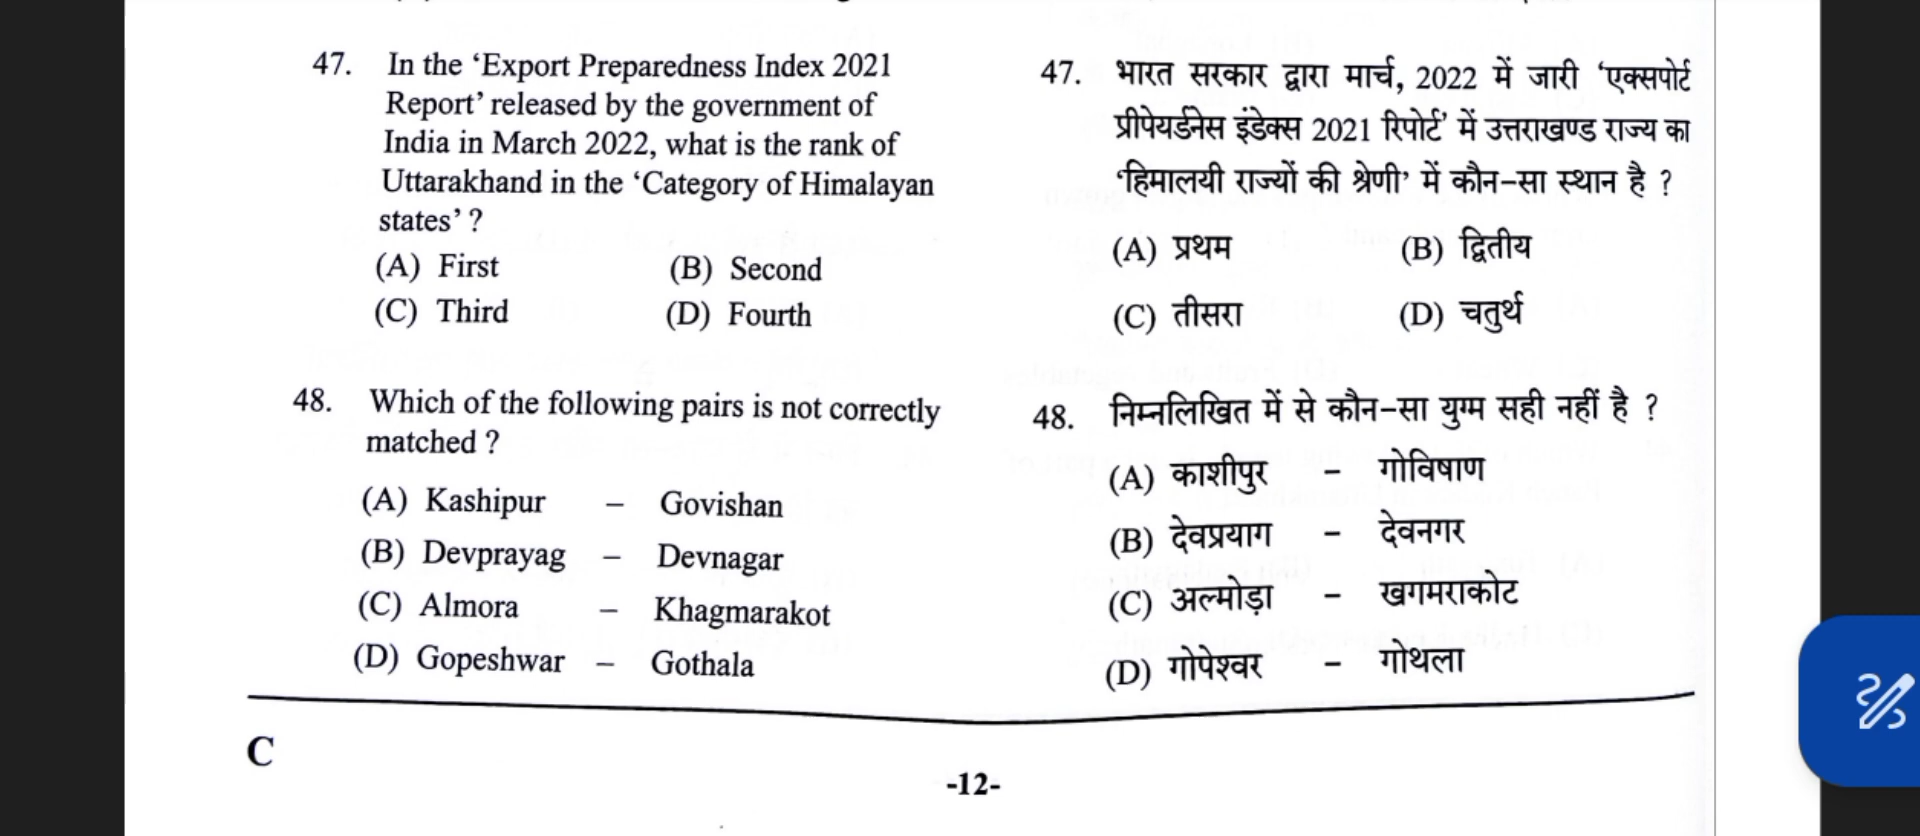 47. In the ‘Export Preparedness Index 2021
Report’ released by the government of
India in March 2022, what is the rank of
Uttarakhand in the ‘Category of Himalayan
states’ ?
(A) First (B) Second
(C) Third (D) Fourth
48. Which of the following pairs is not correctly
matched ?
(A) Kashipur – Govishan
(B) Devprayag – Devnagar
(C) Almora – Khagmarakot
(D) Gopeshwar – Gothala
47. भारत सरकार द्वारा मार्च, 2022 में जारी ‘एक्सपोर्ट
प्रीपेयर्डनेस इंडेक्स 2021 रिपोर्ट’ में उत्तराखण्ड राज्य का
‘हिमालयी राज्यों की श्रेणी’ में कौन-सा स्थान है ?
(A) प्रथम (B) द्वितीय
(C) तीसरा (D) चतुर्थ
48. निम्नलिखित में से कौन-सा युग्म सही नहीं है ?
(A) काशीपुर – गोविषाण
(B) देवप्रयाग – देवनगर
(C) अल्मोड़ा – खगमराकोट
(D) गोपेश्वर – गोथला
C
-12-